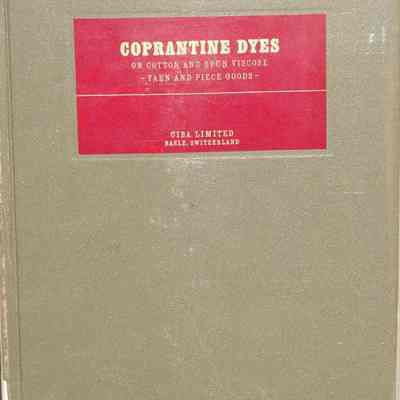 COPRANTINE DYES
ON COTTON AND SPUN VISCOSE
- YARN AND PIECE GOODS -
CIBA LIMITED
BASLE, SWITZERLAND